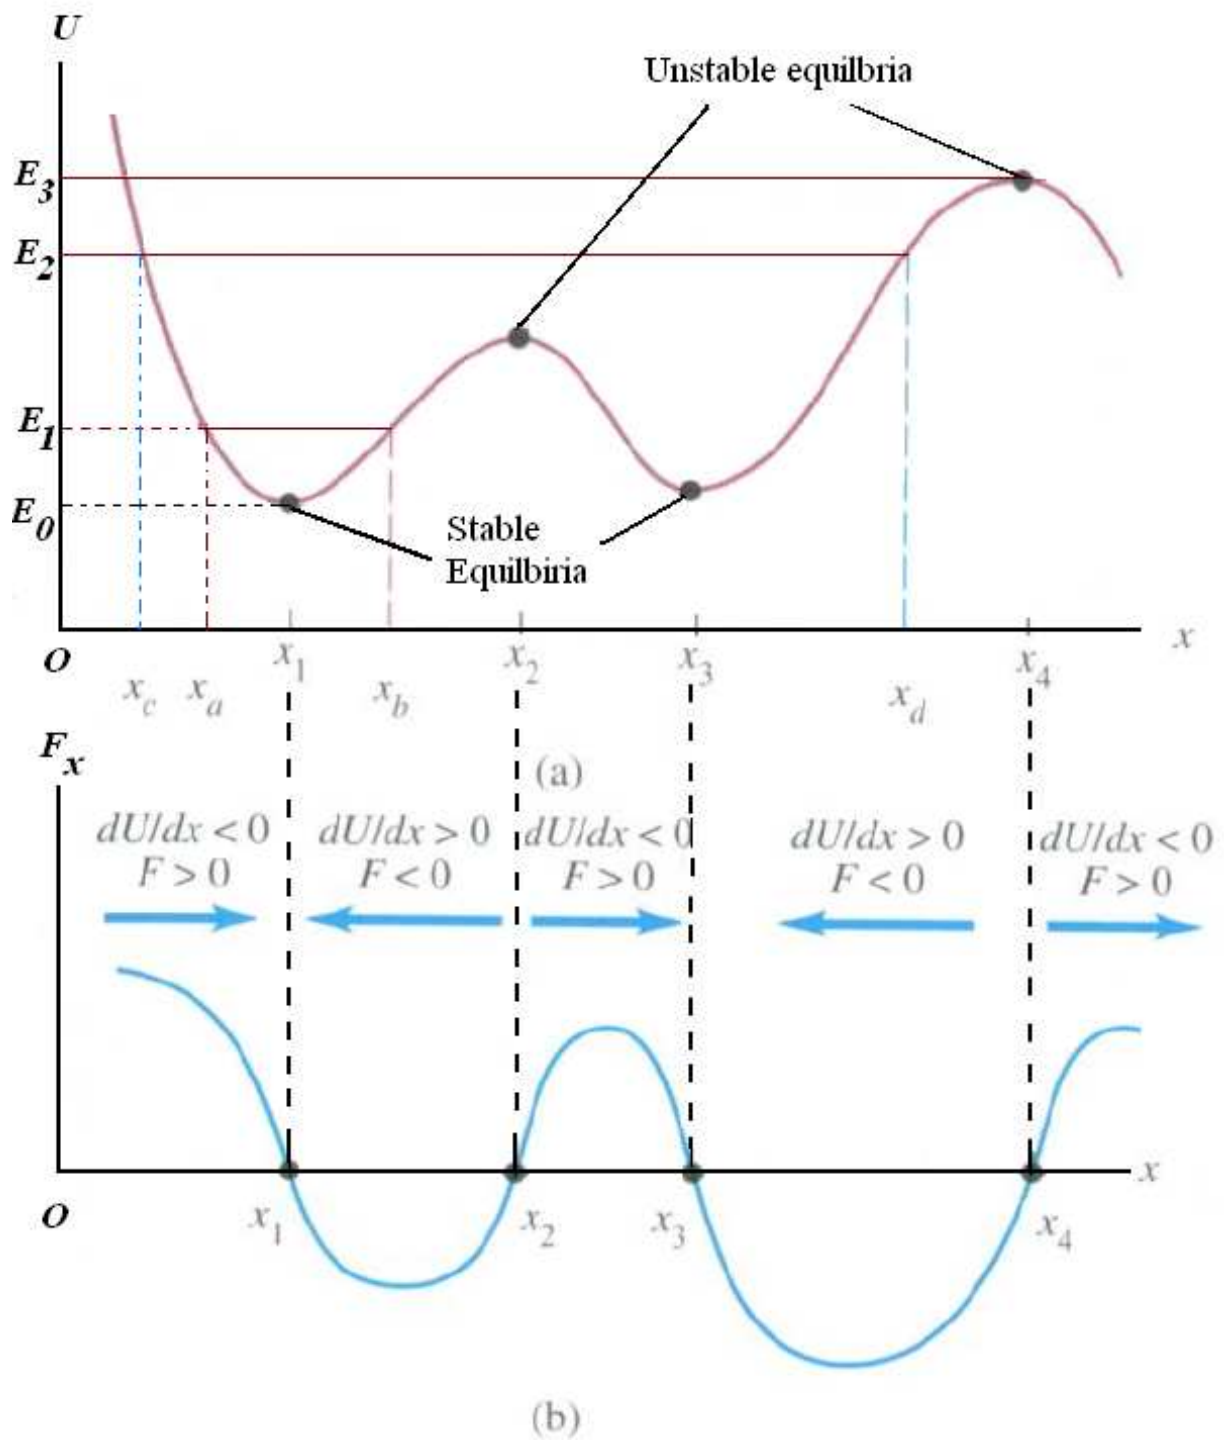 U
Unstable equilbria
E3
E2
E1
E0
Stable
Equilbiria
O
x1
x2
x3
x4
x
xc
xa
xb
xd
Fx
(a)
dU/dx < 0
F > 0
dU/dx > 0
F < 0
dU/dx < 0
F > 0
dU/dx > 0
F < 0
dU/dx < 0
F > 0
x
O
x1
x2
x3
x4
(b)